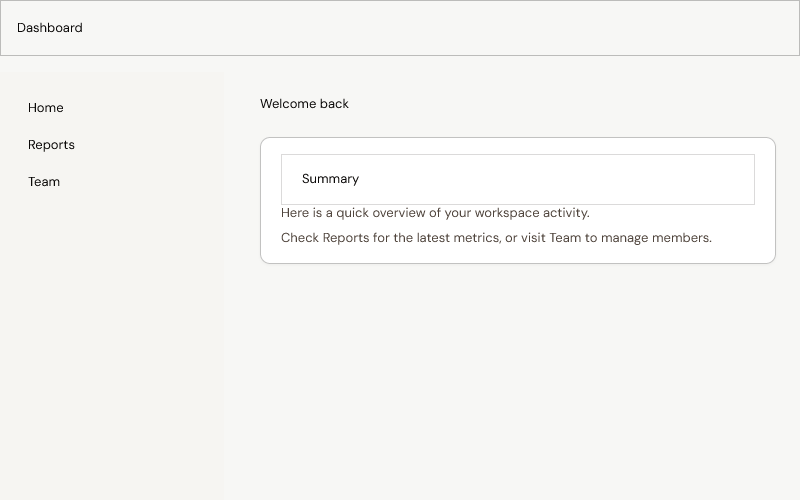 Dashboard
Home
Reports
Team
Welcome back
Summary
Here is a quick overview of your workspace activity.
Check Reports for the latest metrics, or visit Team to manage members.